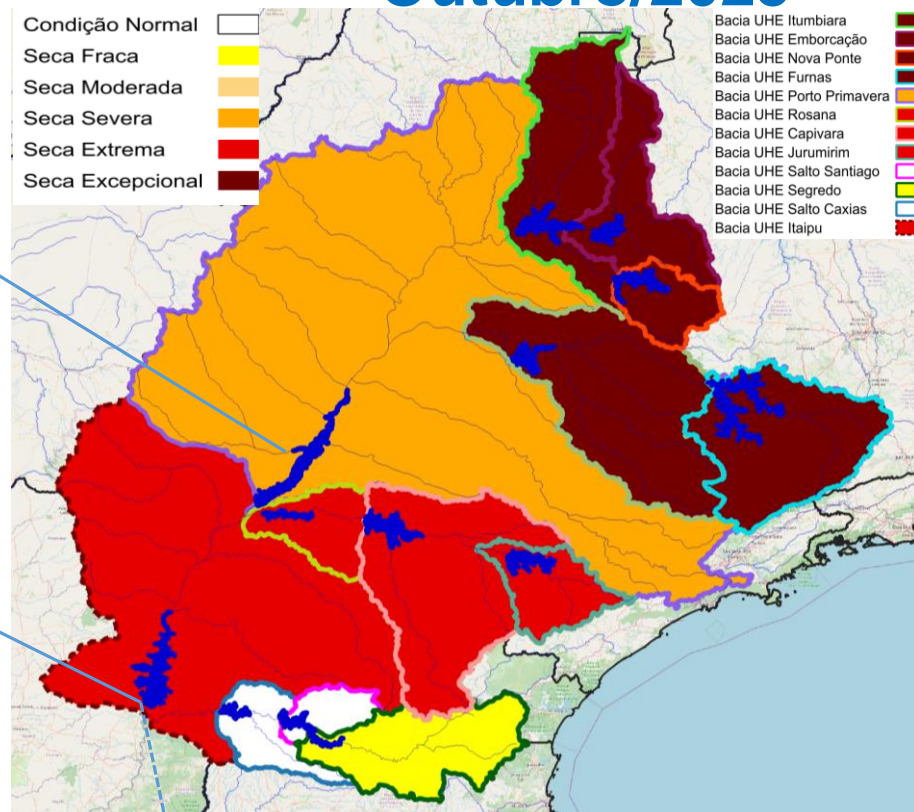 Condição Normal
Seca Fraca
Seca Moderada
Seca Severa
Seca Extrema
Seca Excepcional
Bacia UHE Itumbiara
Bacia UHE Emborcação
Bacia UHE Nova Ponte
Bacia UHE Furnas
Bacia UHE Porto Primavera
Bacia UHE Rosana
Bacia UHE Capivara
Bacia UHE Jurumirim
Bacia UHE Salto Santiago
Bacia UHE Segredo
Bacia UHE Salto Caxias
Bacia UHE Itaipu